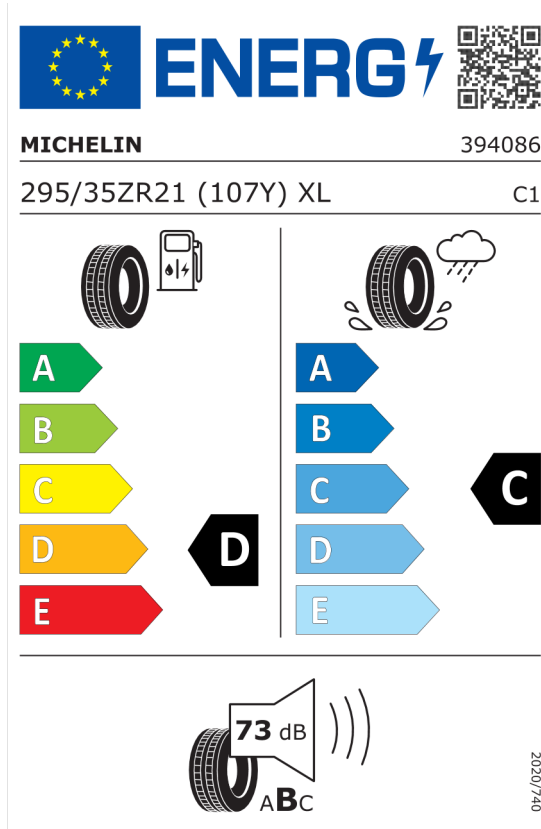 ENERG
MICHELIN 394086
295/35ZR21 (107Y) XL C1
A
B
C
D
E
D
A
B
C
D
E
C
73 dB
ABC
2020/740